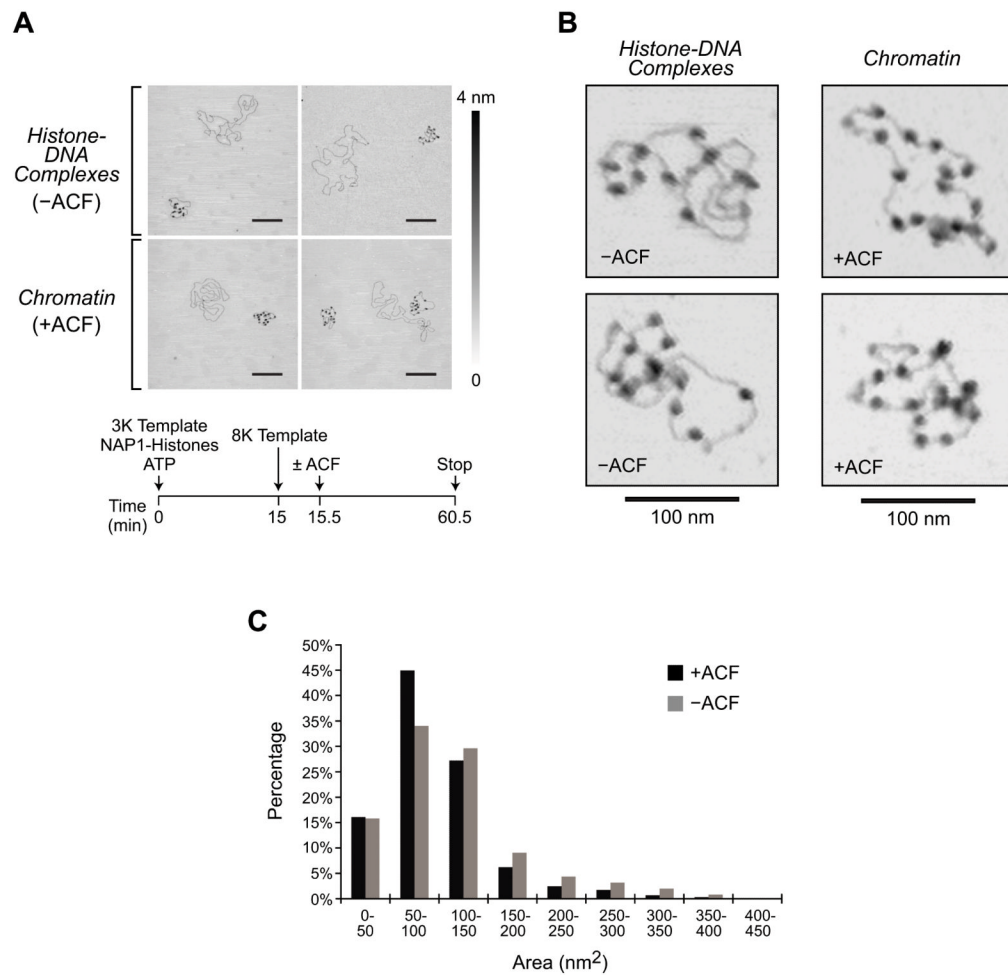 A
Histone-
DNA
Complexes
(−ACF)
4 nm
Chromatin
(+ACF)
0
3K Template
NAP1-Histones
ATP
8K Template
± ACF
Stop
Time
(min)
0
15
15.5
60.5
B
Histone-DNA
Complexes
Chromatin
−ACF
+ACF
−ACF
+ACF
100 nm
100 nm
C
50%
45%
40%
35%
30%
25%
20%
15%
10%
5%
0%
Percentage
+ACF
−ACF
0-
50
50-
100
100-
150
150-
200
200-
250
250-
300
300-
350
350-
400
400-
450
Area (nm²)